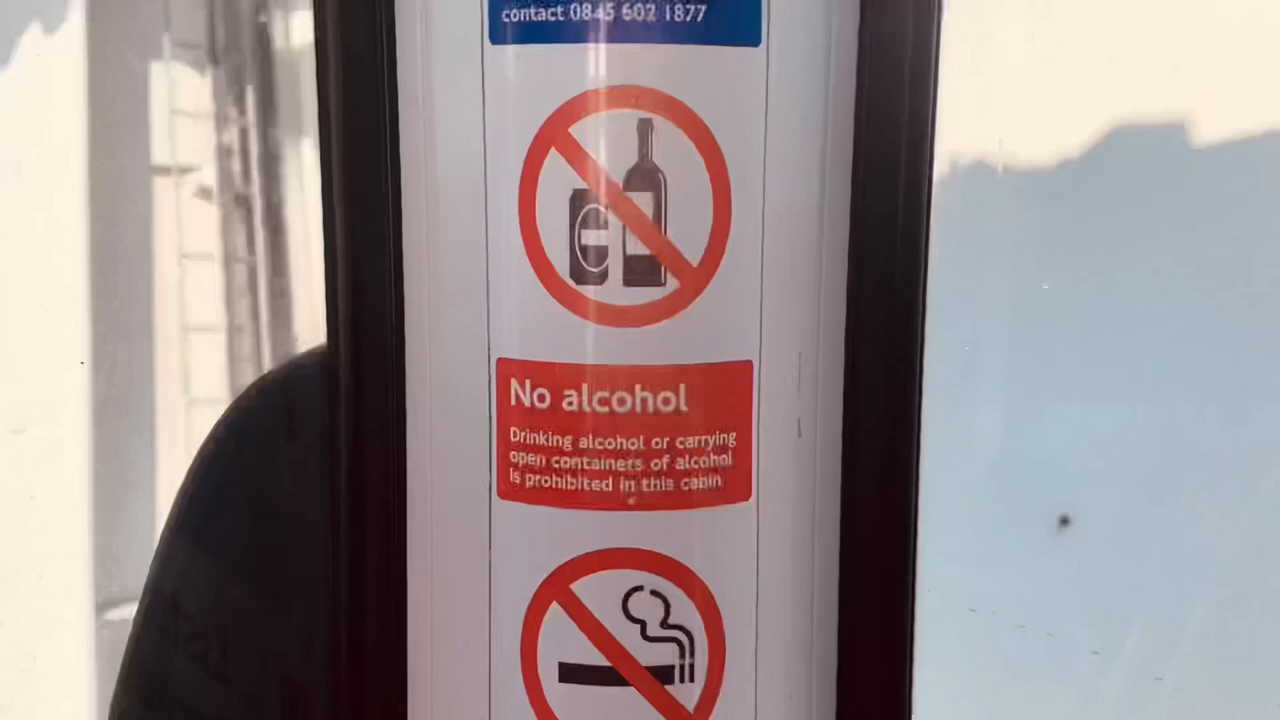 contact 0845 602 1877
No alcohol
Drinking alcohol or carrying
open containers of alcohol
is prohibited in this cabin